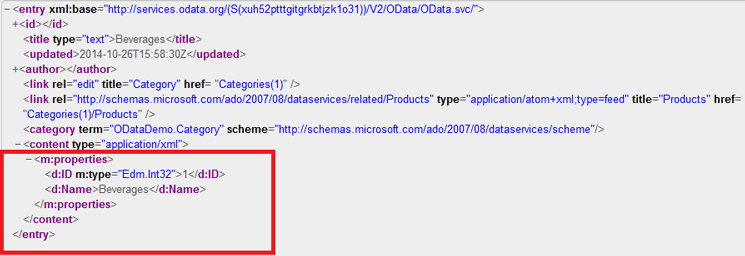 −<entry xml:base="http://services.odata.org/(S(xuh52ptttgitgrkbtjzk1o31))/V2/OData/OData.svc/">
+<id></id>
<title type="text">Beverages</title>
<updated>2014-10-26T15:58:30Z</updated>
+<author></author>
<link rel="edit" title="Category" href= "Categories(1)" />
<link rel="http://schemas.microsoft.com/ado/2007/08/dataservices/related/Products" type="application/atom+xml;type=feed" title="Products" href=
"Categories(1)/Products" />
<category term="ODataDemo.Category" scheme="http://schemas.microsoft.com/ado/2007/08/dataservices/scheme"/>
−<content type="application/xml">
−<m:properties>
<d:ID m:type="Edm.Int32">1</d:ID>
<d:Name>Beverages</d:Name>
</m:properties>
</content>
</entry>